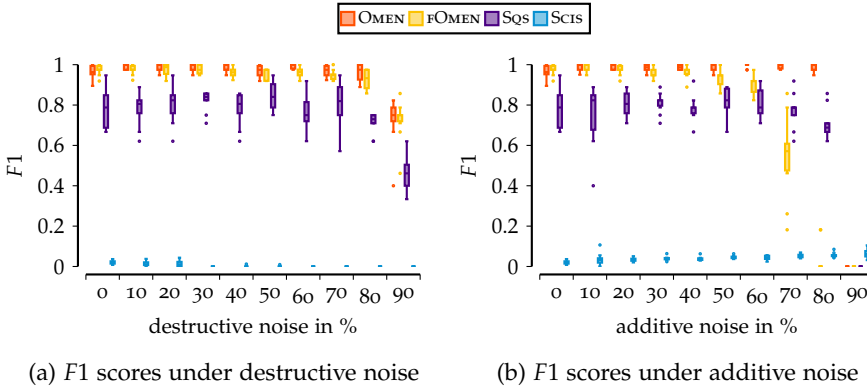 OMEN FOMEN SQS SCIS
1
0.8
0.6
0.4
0.2
0
F1
0 10 20 30 40 50 60 70 80 90
destructive noise in %
(a) F1 scores under destructive noise
1
0.8
0.6
0.4
0.2
0
F1
0 10 20 30 40 50 60 70 80 90
additive noise in %
(b) F1 scores under additive noise